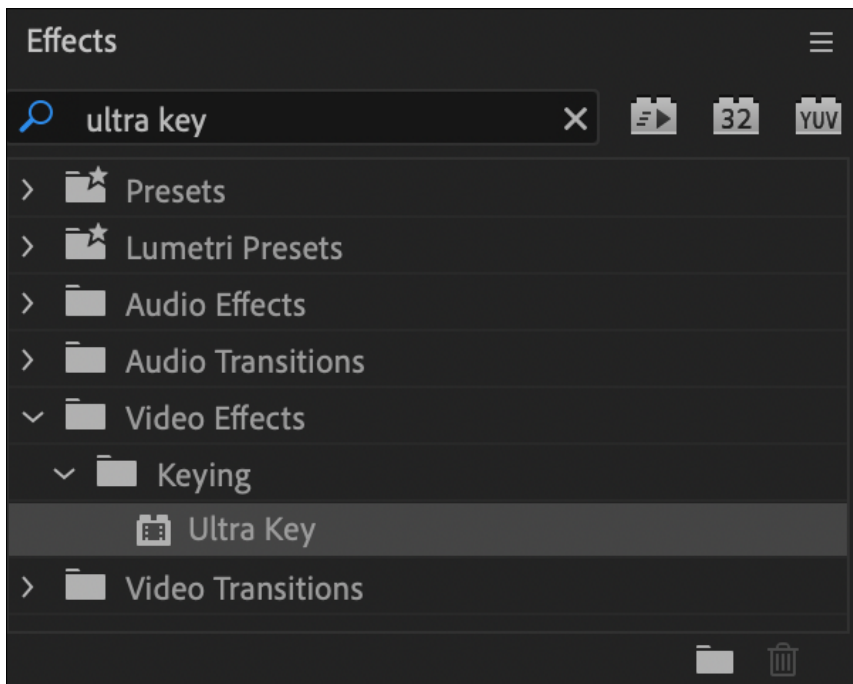 Effects
ultra key
32 YUV
Presets
Lumetri Presets
Audio Effects
Audio Transitions
Video Effects
Keying
Ultra Key
Video Transitions